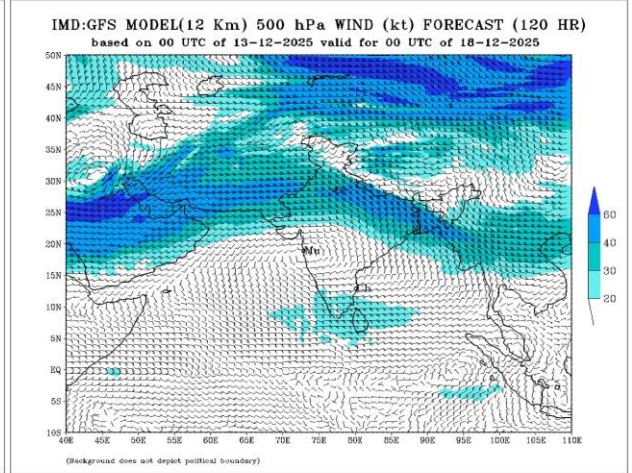 IMD:GFS MODEL(12 Km) 500 hPa WIND (kt) FORECAST (120 HR)
based on 00 UTC of 13-12-2025 valid for 00 UTC of 18-12-2025
50N
45N
40N
35N
30N
25N
20N
15N
10N
5N
EQ
5S
10S
Mu
Ch
60
40
30
20
40E 45E 50E 55E 60E 65E 70E 75E 80E 85E 90E 95E 100E 105E 110E
(Background does not depict political boundary)